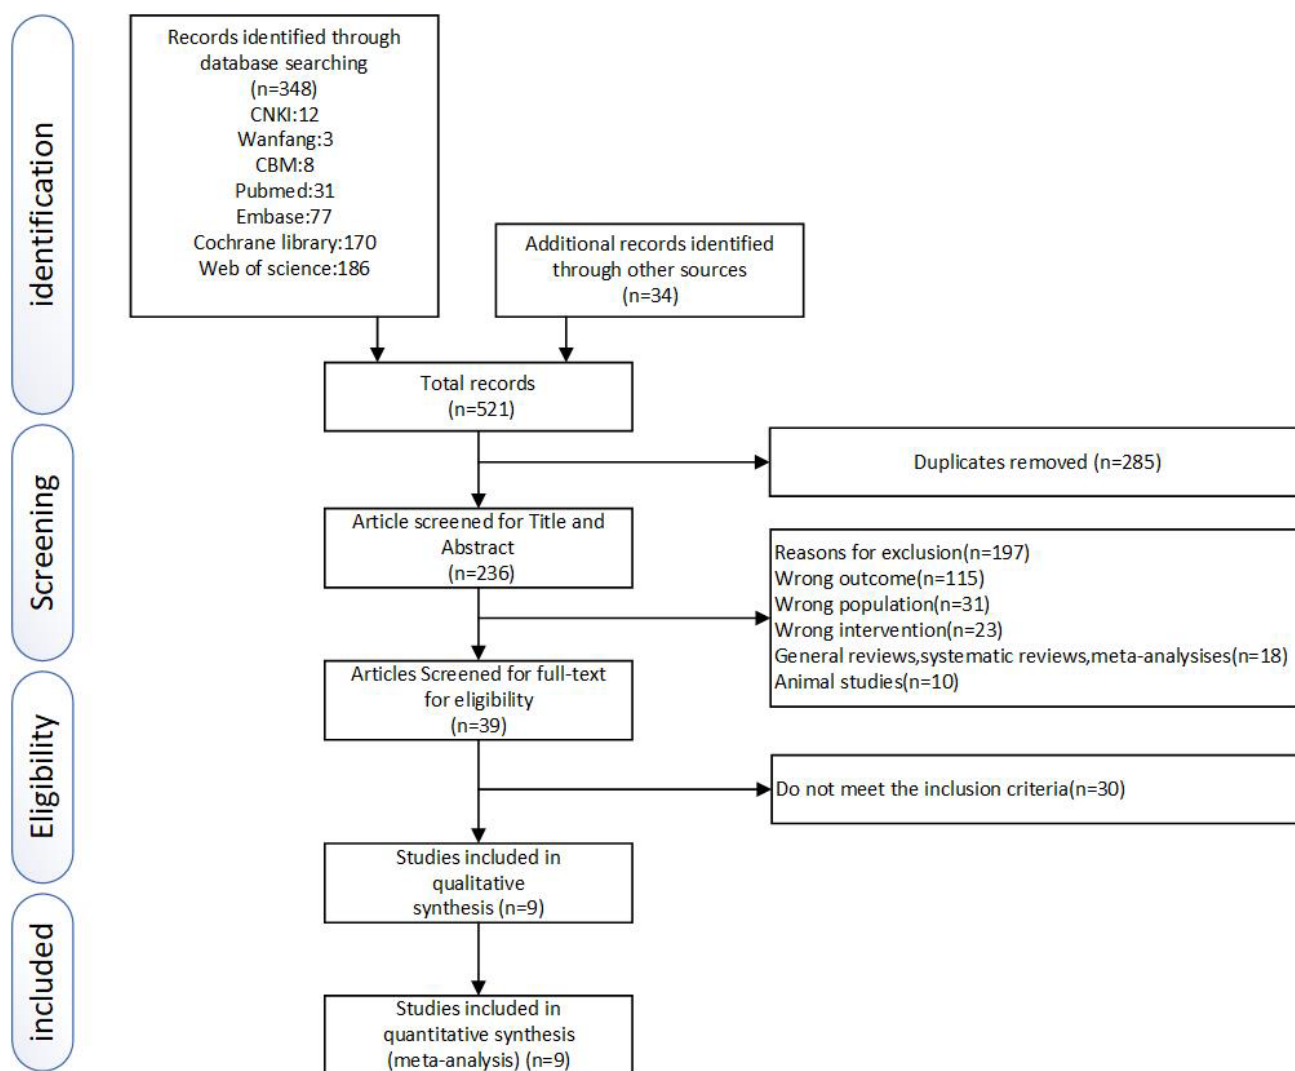 identification
Records identified through
database searching
(n=348)
CNKI:12
Wanfang:3
CBM:8
Pubmed:31
Embase:77
Cochrane library:170
Web of science:186
Additional records identified
through other sources
(n=34)
Total records
(n=521)
Screening
Duplicates removed (n=285)
Article screened for Title and
Abstract
(n=236)
Reasons for exclusion(n=197)
Wrong outcome(n=115)
Wrong population(n=31)
Wrong intervention(n=23)
General reviews,systematic reviews,meta-analysises(n=18)
Animal studies(n=10)
Eligibility
Articles Screened for full-text
for eligibility
(n=39)
Do not meet the inclusion criteria(n=30)
Studies included in
qualitative
synthesis (n=9)
included
Studies included in
quantitative synthesis
(meta-analysis) (n=9)